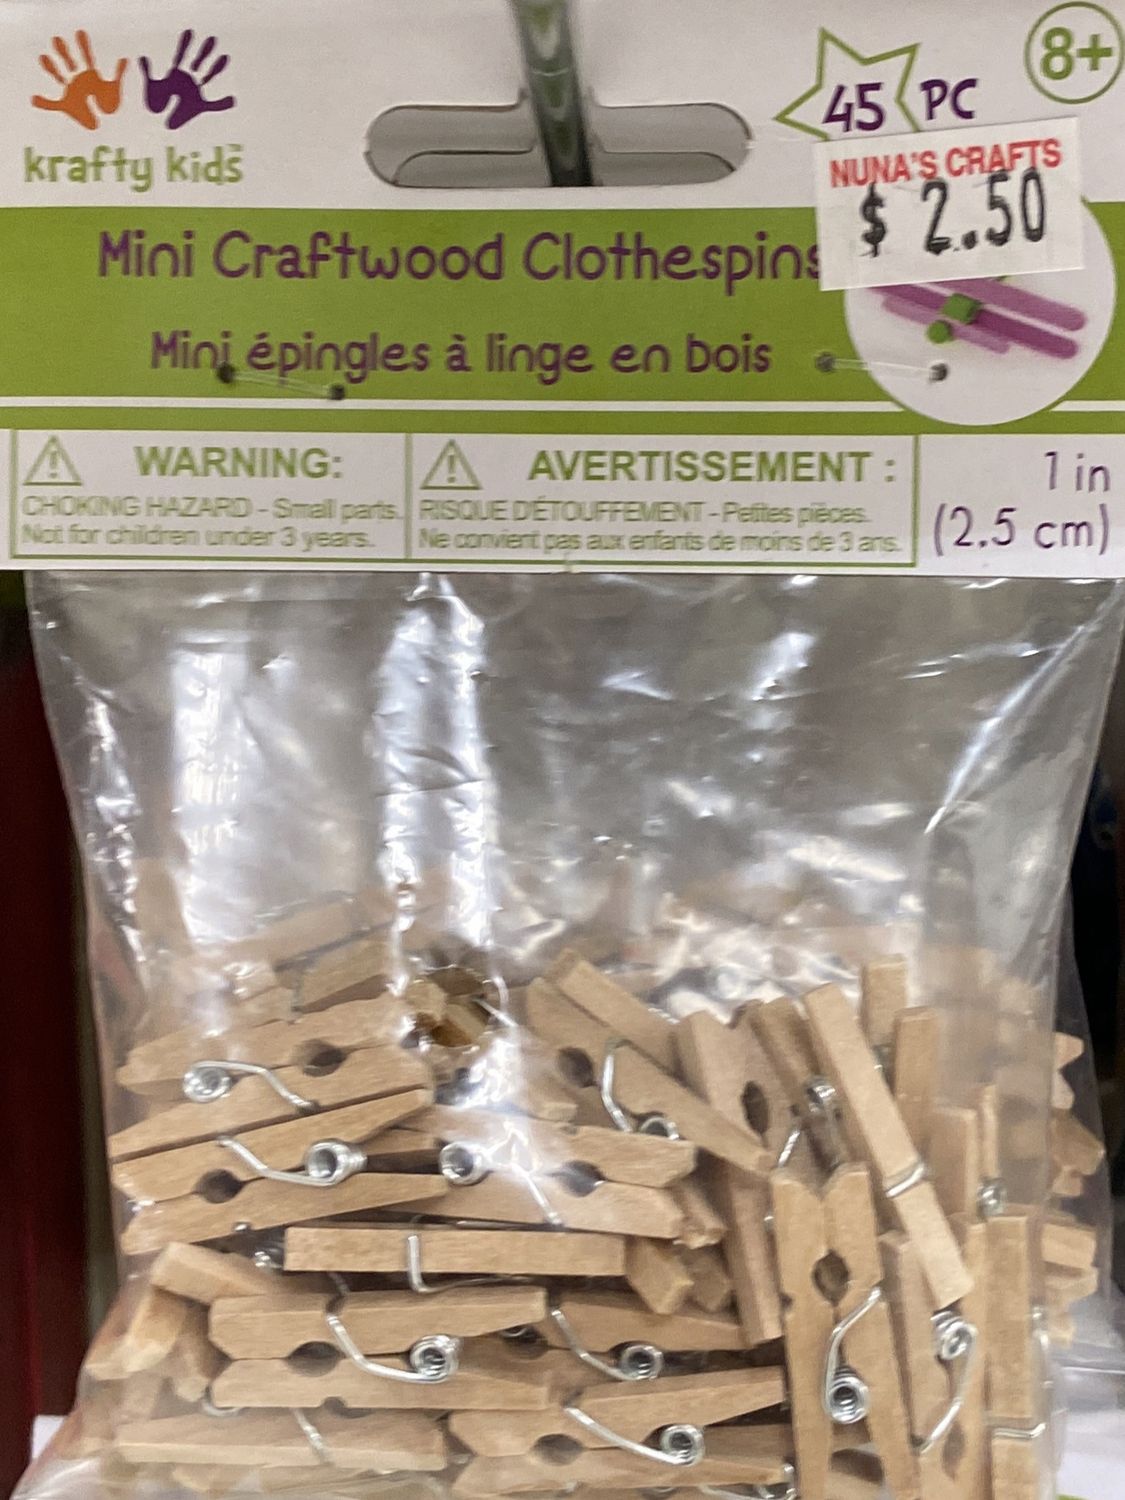 krafty kids™
45 PC
8+
NUNA'S CRAFTS
$ 2.50
Mini Craftwood Clothespins
Mini épingles à linge en bois
WARNING:
CHOKING HAZARD - Small parts.
Not for children under 3 years.
AVERTISSEMENT :
RISQUE DÉTOUFFEMENT - Petites pièces.
Ne convient pas aux enfants de moins de 3 ans.
1 in
(2.5 cm)